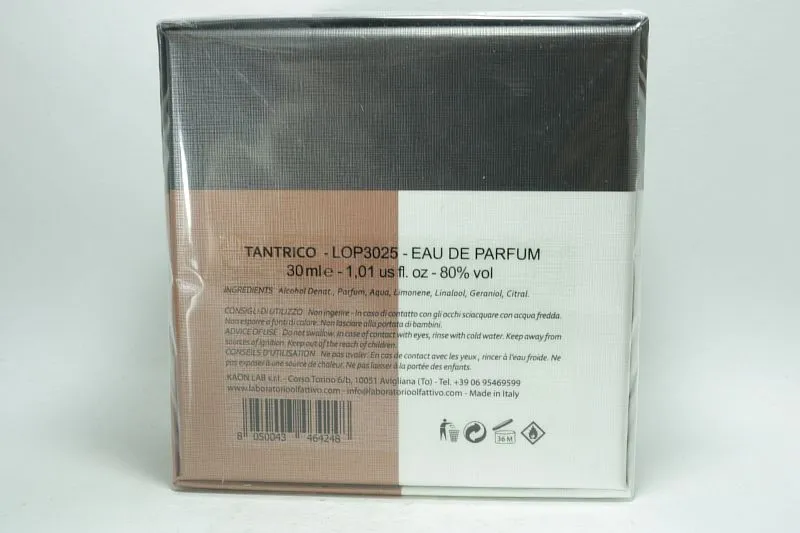 TANTRICO - LOP3025 - EAU DE PARFUM
30 ml e - 1,01 us fl. oz - 80% vol
INGREDIENTS Alcohol Denat., Parfum, Aqua, Limonene, Linalool, Geraniol, Citral.
CONSIGLI DI UTILIZZO Non ingerire - In caso di contatto con gli occhi sciacquare con acqua fredda.
Non esporre a fonti di calore. Non lasciare alla portata di bambini.
ADVICE OF USE Do not swallow. In case of contact with eyes, rinse with cold water. Keep away from
sources of ignition. Keep out of the reach of children.
CONSEILS D'UTILISATION Ne pas avaler. En cas de contact avec les yeux, rincer à l'eau froide. Ne
pas exposer à une source de chaleur. Ne pas laisser à la portée des enfants.
KAON LAB s.r.l. - Corso Torino 6/b, 10051 Avigliana (To) - Tel. +39 06 95469599
www.laboratorioolfattivo.com - info@laboratorioolfattivo.com - Made in Italy
36 M
8 050043 464248